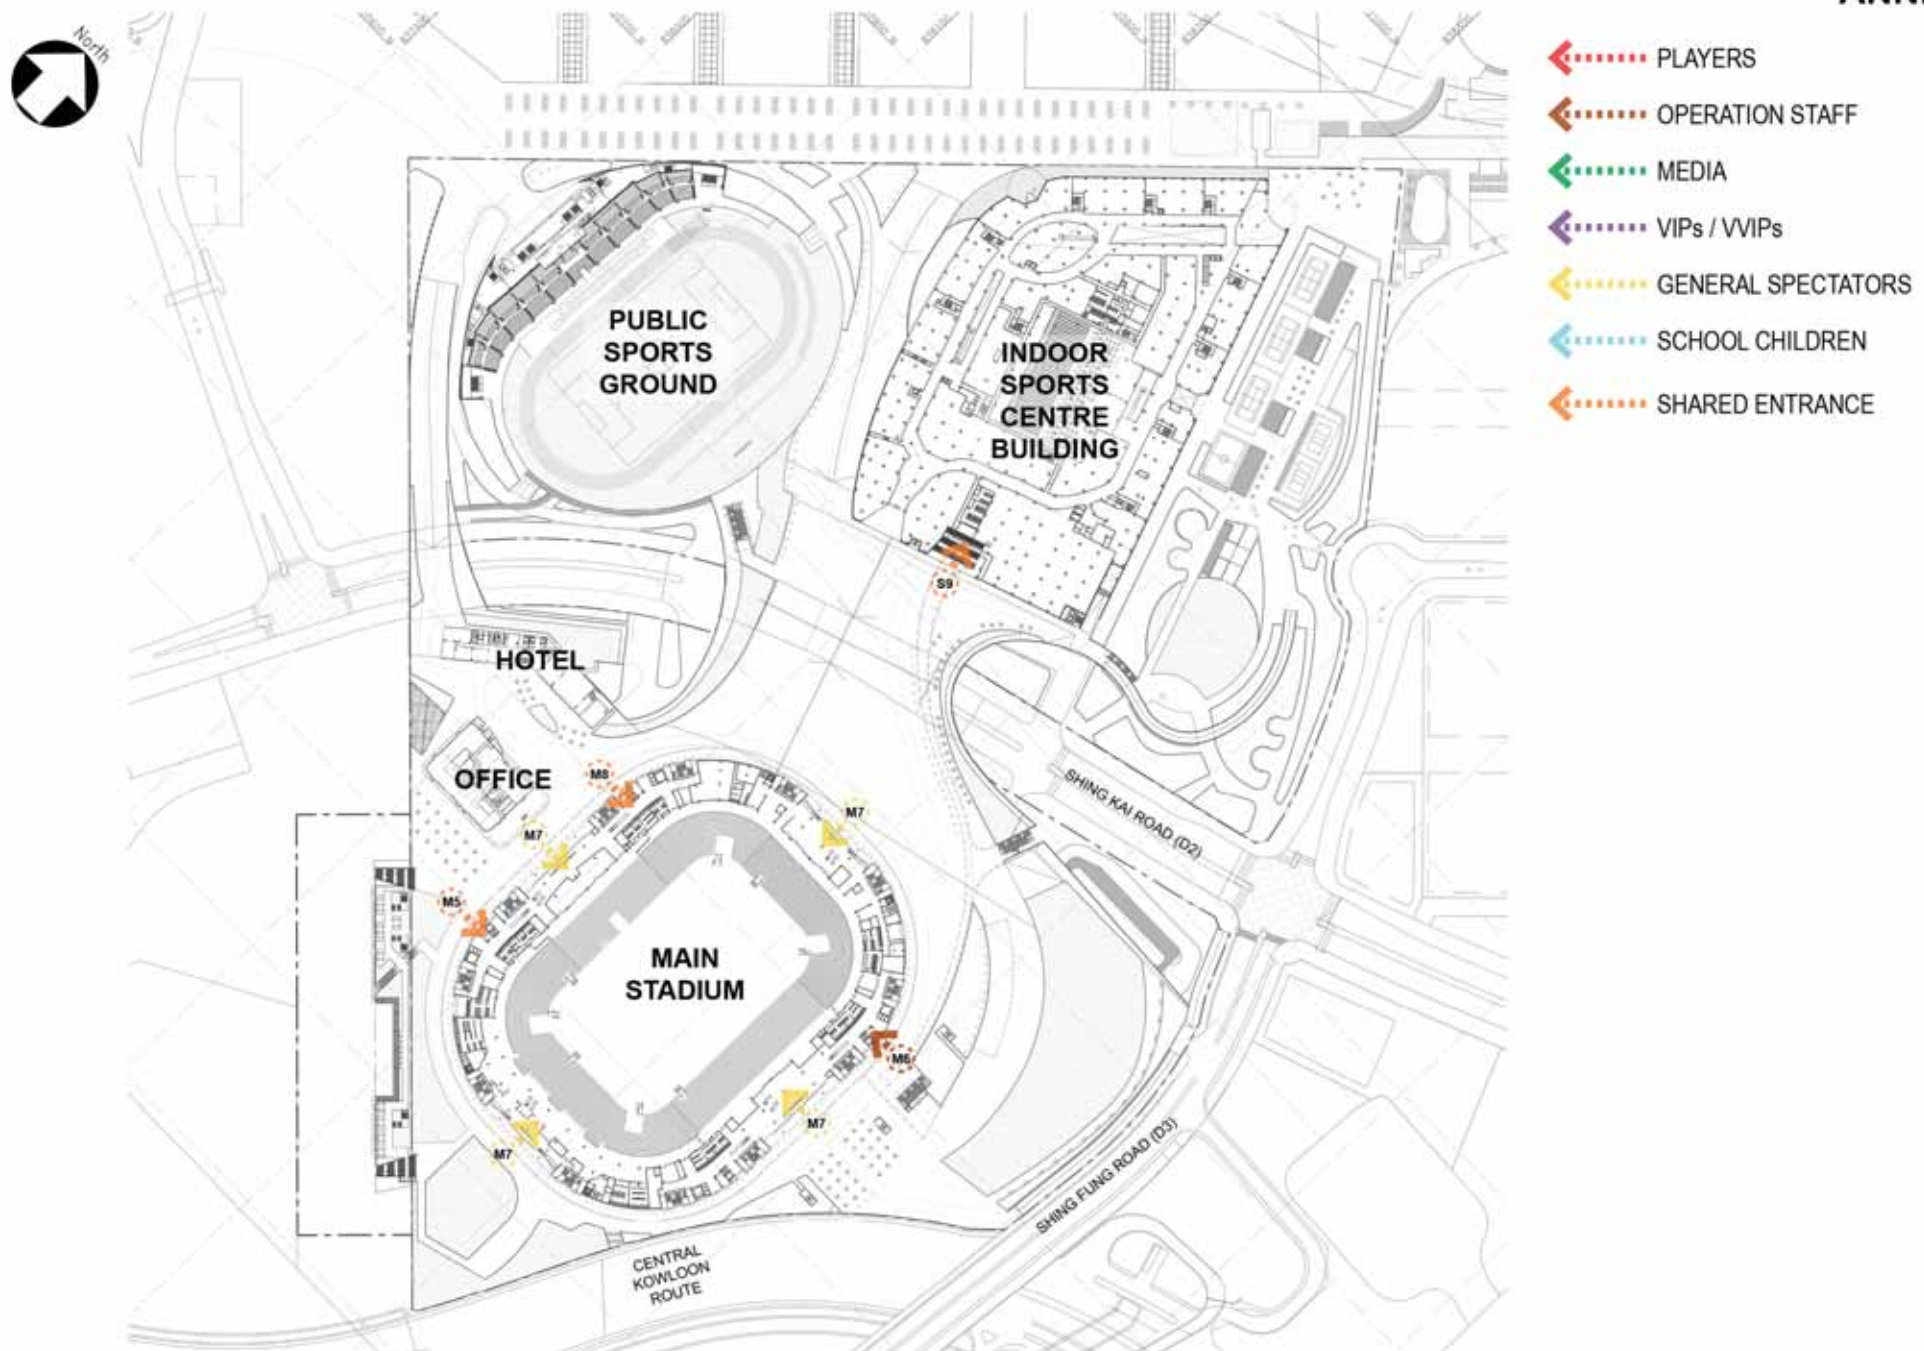 North
PLAYERS
OPERATION STAFF
MEDIA
VIPs / VVIPs
GENERAL SPECTATORS
SCHOOL CHILDREN
SHARED ENTRANCE
PUBLIC
SPORTS
GROUND
INDOOR
SPORTS
CENTRE
BUILDING
S9
HOTEL
OFFICE
M8
M7
M7
M5
SHING KAI ROAD (D2)
MAIN
STADIUM
M6
M7
M7
SHING FUNG ROAD (D3)
CENTRAL
KOWLOON
ROUTE